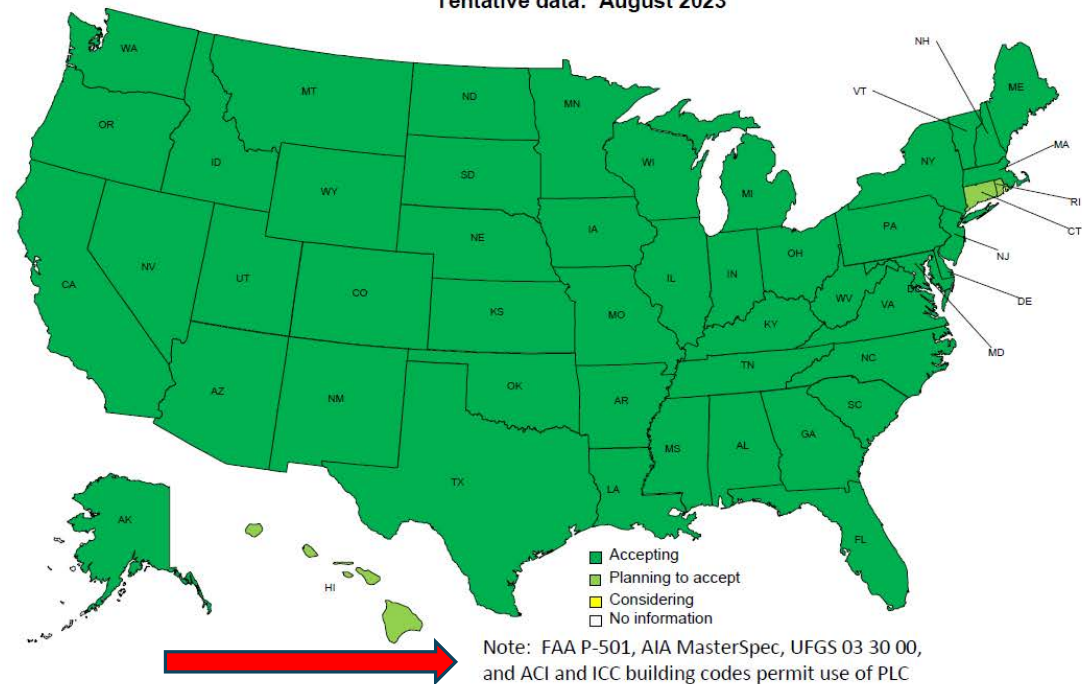 Tentative data: August 2023
WA
MT
ND
MN
NH
VT
ME
OR
ID
SD
WI
MI
NY
MA
WY
RI
CT
NE
IA
PA
NJ
NV
UT
CO
IL
IN
OH
CA
KS
MO
WV
VA
DE
KY
MD
NC
TN
AZ
NM
OK
AR
SC
MS
AL
GA
TX
LA
AK
FL
HI
Accepting
Planning to accept
Considering
No information
Note: FAA P-501, AIA MasterSpec, UFGS 03 30 00,
and ACI and ICC building codes permit use of PLC